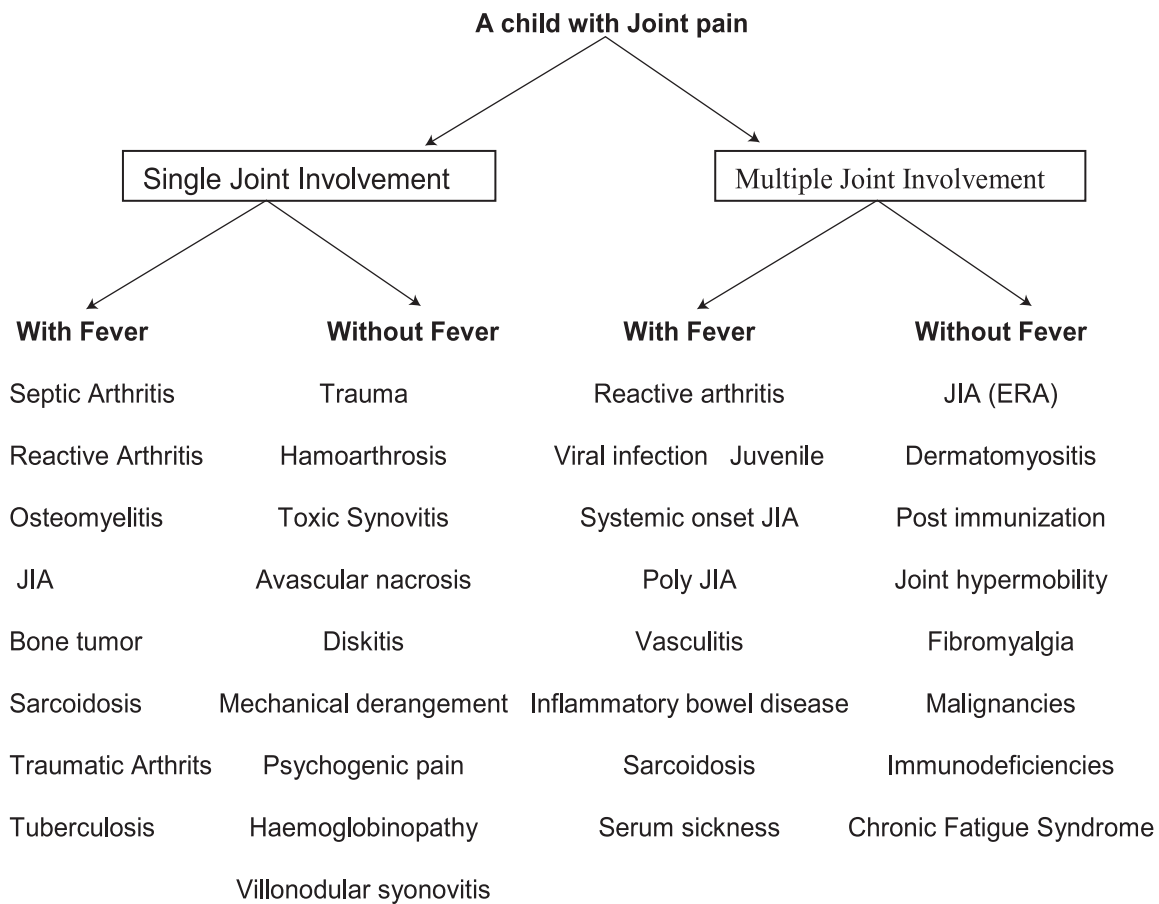 A child with Joint pain
Single Joint Involvement
Multiple Joint Involvement
With Fever
Without Fever
With Fever
Without Fever
Septic Arthritis
Trauma
Reactive arthritis
JIA (ERA)
Reactive Arthritis
Hamoarthrosis
Viral infection Juvenile
Dermatomyositis
Osteomyelitis
Toxic Synovitis
Systemic onset JIA
Post immunization
JIA
Avascular nacrosis
Poly JIA
Joint hypermobility
Bone tumor
Diskitis
Vasculitis
Fibromyalgia
Sarcoidosis
Mechanical derangement
Inflammatory bowel disease
Malignancies
Traumatic Arthrits
Psychogenic pain
Sarcoidosis
Immunodeficiencies
Tuberculosis
Haemoglobinopathy
Serum sickness
Chronic Fatigue Syndrome
Villonodular syonovitis